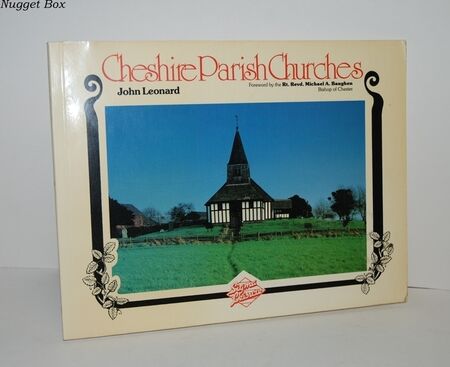 Nugget Box
Cheshire Parish Churches
John Leonard
Foreword by the Rt. Revd. Michael A. Baughen
Bishop of Chester